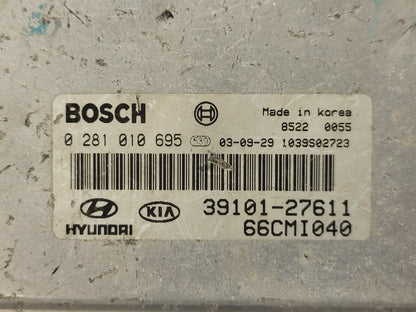 BOSCH Made in korea
8522 0055
0 281 010 695 03-09-29 1039S02723
HYUNDAI KIA 39101-27611
66CMI040